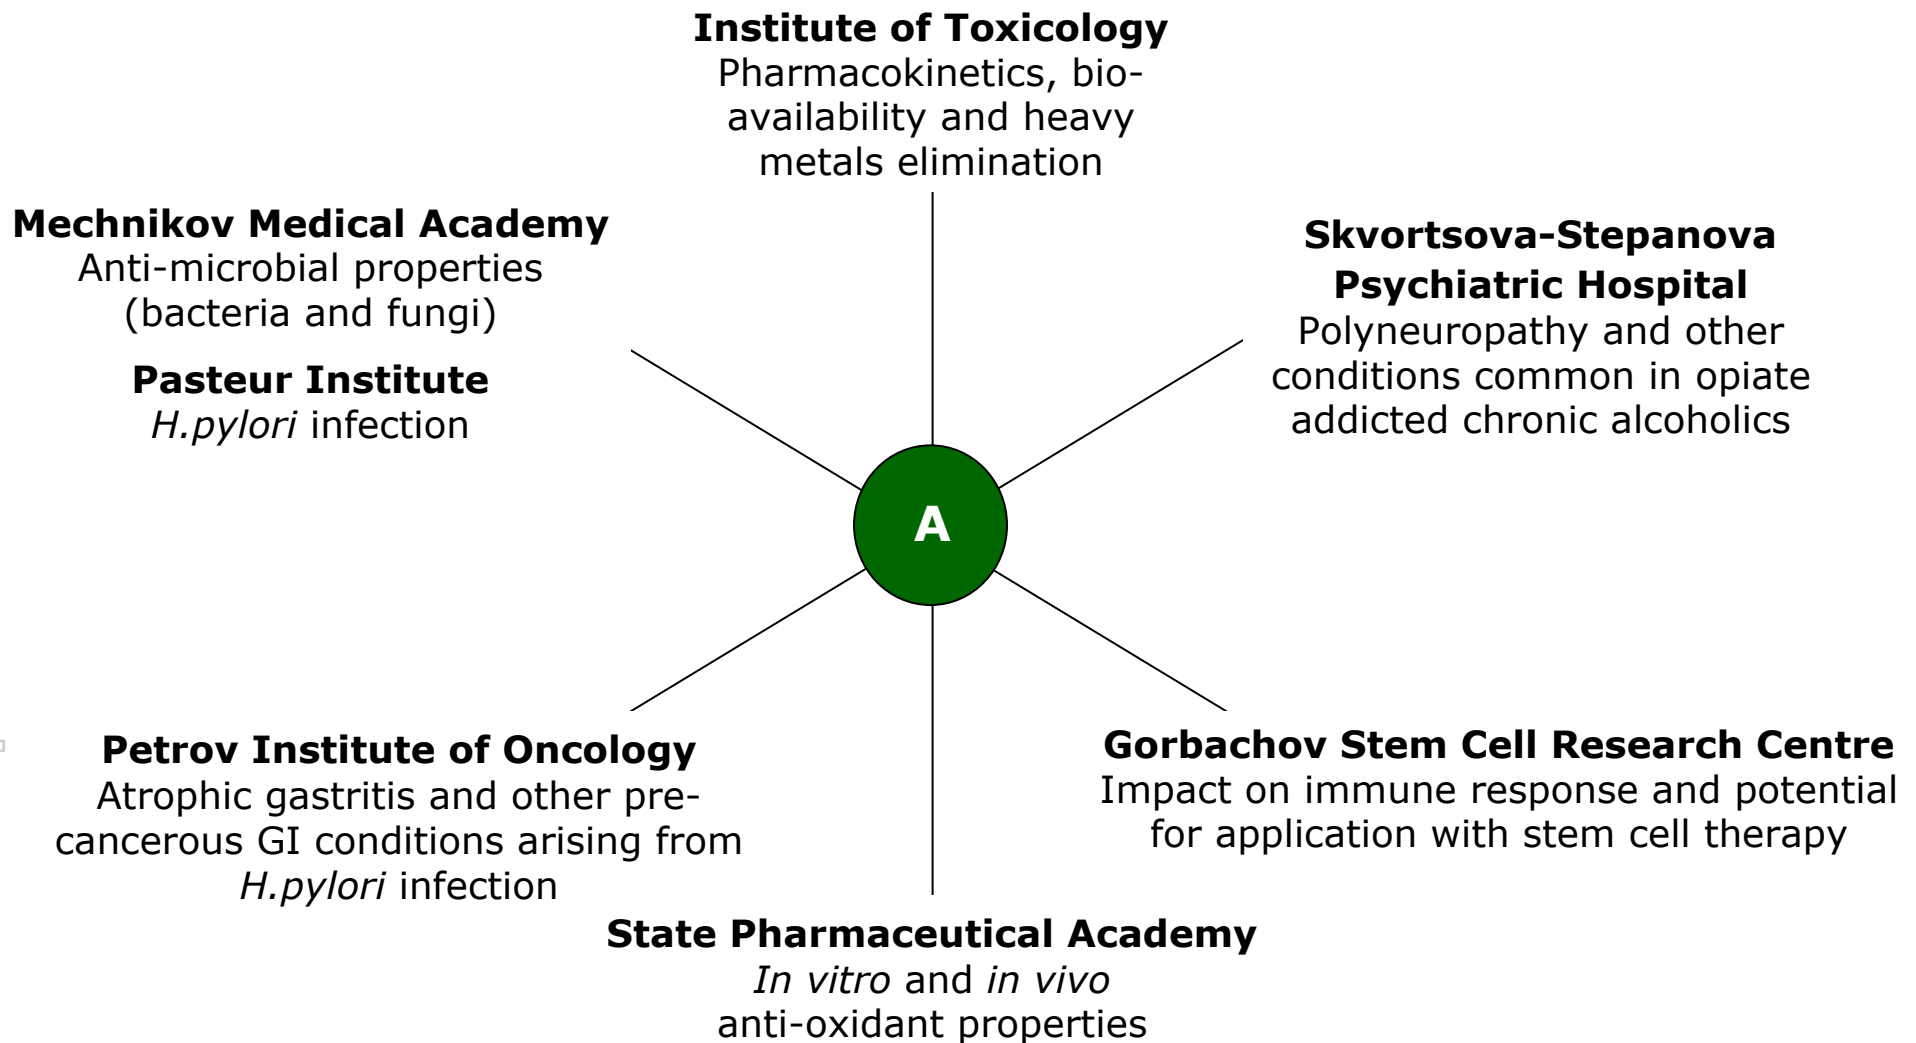 Institute of Toxicology
Pharmacokinetics, bio-
availability and heavy
metals elimination
Mechnikov Medical Academy
Anti-microbial properties
(bacteria and fungi)
Pasteur Institute
H.pylori infection
Skvortsova-Stepanova
Psychiatric Hospital
Polyneuropathy and other
conditions common in opiate
addicted chronic alcoholics
A
Petrov Institute of Oncology
Atrophic gastritis and other pre-
cancerous GI conditions arising from
H.pylori infection
Gorbachov Stem Cell Research Centre
Impact on immune response and potential
for application with stem cell therapy
State Pharmaceutical Academy
In vitro and in vivo
anti-oxidant properties